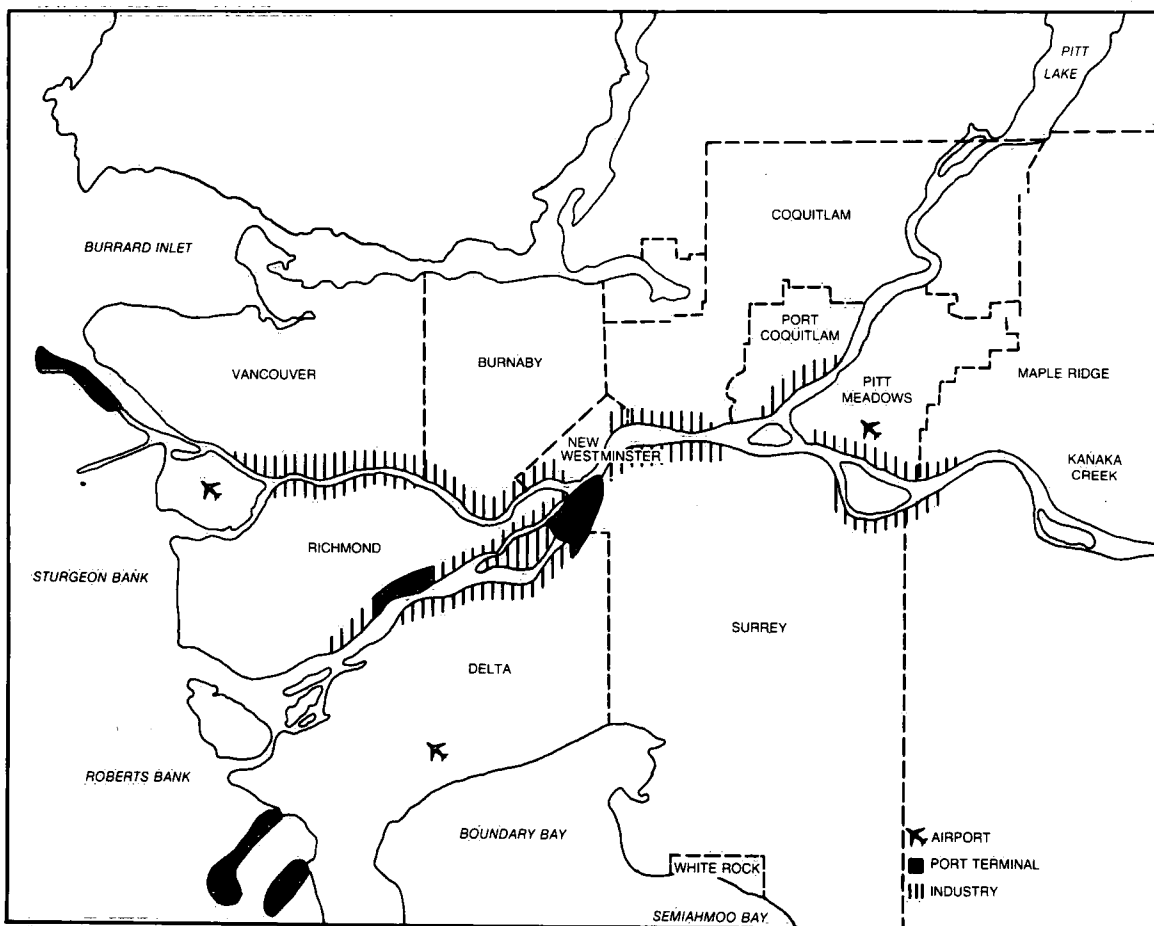 PITT
LAKE
COQUITLAM
BURRARD INLET
PORT
COQUITLAM
BURNABY
VANCOUVER
MAPLE RIDGE
PITT
MEADOWS
NEW
WESTMINSTER
KANAKA
CREEK
RICHMOND
STURGEON BANK
SURREY
DELTA
ROBERTS BANK
BOUNDARY BAY
AIRPORT
WHITE ROCK
PORT TERMINAL
INDUSTRY
SEMIAHMOO BAY